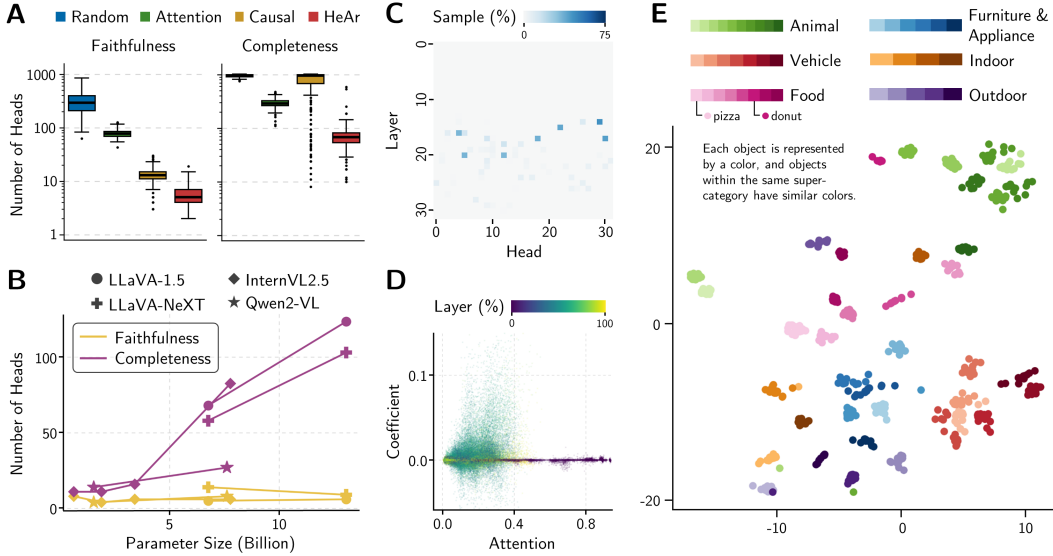 A
Random
Attention
Causal
HeAr
Faithfulness
Completeness
Number of Heads
1000
100
10
1
B
LLaVA-1.5
InternVL2.5
LLaVA-NeXT
Qwen2-VL
Faithfulness
Completeness
Number of Heads
100
50
0
5
10
Parameter Size (Billion)
C
Sample (%)
0
75
Layer
0
10
20
30
0
10
20
30
Head
D
Layer (%)
0
100
Coefficient
0.1
0.0
0.0
0.4
0.8
Attention
E
Animal
Furniture &
Appliance
Vehicle
Indoor
Food
Outdoor
pizza
donut
Each object is represented
by a color, and objects
within the same super-
category have similar colors.
20
0
-20
-10
0
10